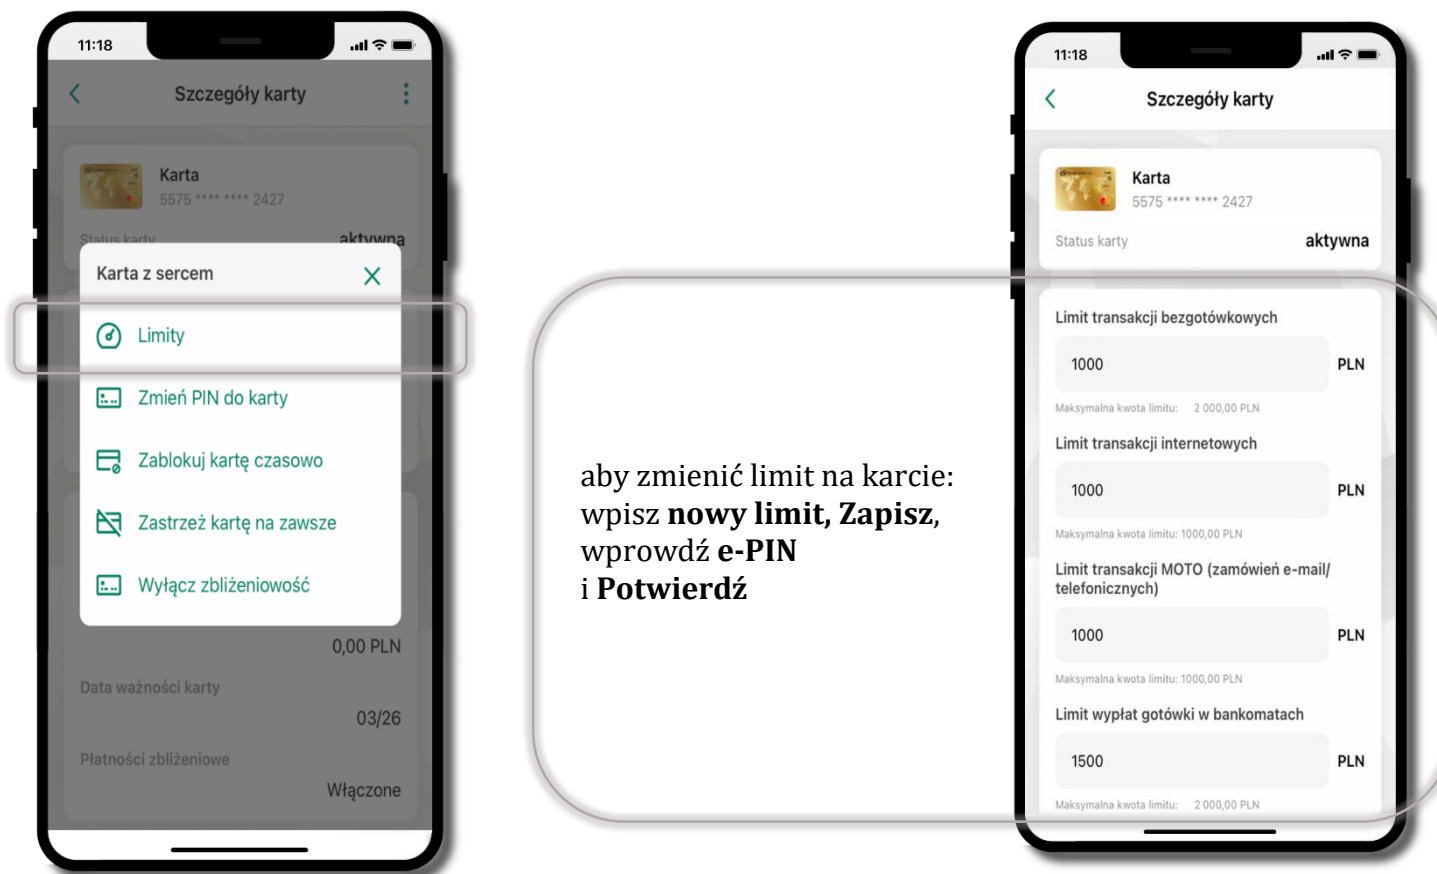 11:18
Szczegóły karty
Karta
5575 **** **** 2427
Status karty
aktywna
Karta z sercem
Limity
Zmień PIN do karty
Zablokuj kartę czasowo
Zastrzeż kartę na zawsze
Wyłącz zbliżeniowość
0,00 PLN
Data ważności karty
03/26
Płatności zbliżeniowe
Włączone
aby zmienić limit na karcie:
wpisz nowy limit, Zapisz,
wprowdź e-PIN
i Potwierdź
11:18
Szczegóły karty
Karta
5575 **** **** 2427
Status karty
aktywna
Limit transakcji bezgotówkowych
1000 PLN
Maksymalna kwota limitu: 2 000,00 PLN
Limit transakcji internetowych
1000 PLN
Maksymalna kwota limitu: 1000,00 PLN
Limit transakcji MOTO (zamówień e-mail/
telefonicznych)
1000 PLN
Maksymalna kwota limitu: 1000,00 PLN
Limit wypłat gotówki w bankomatach
1500 PLN
Maksymalna kwota limitu: 2 000,00 PLN